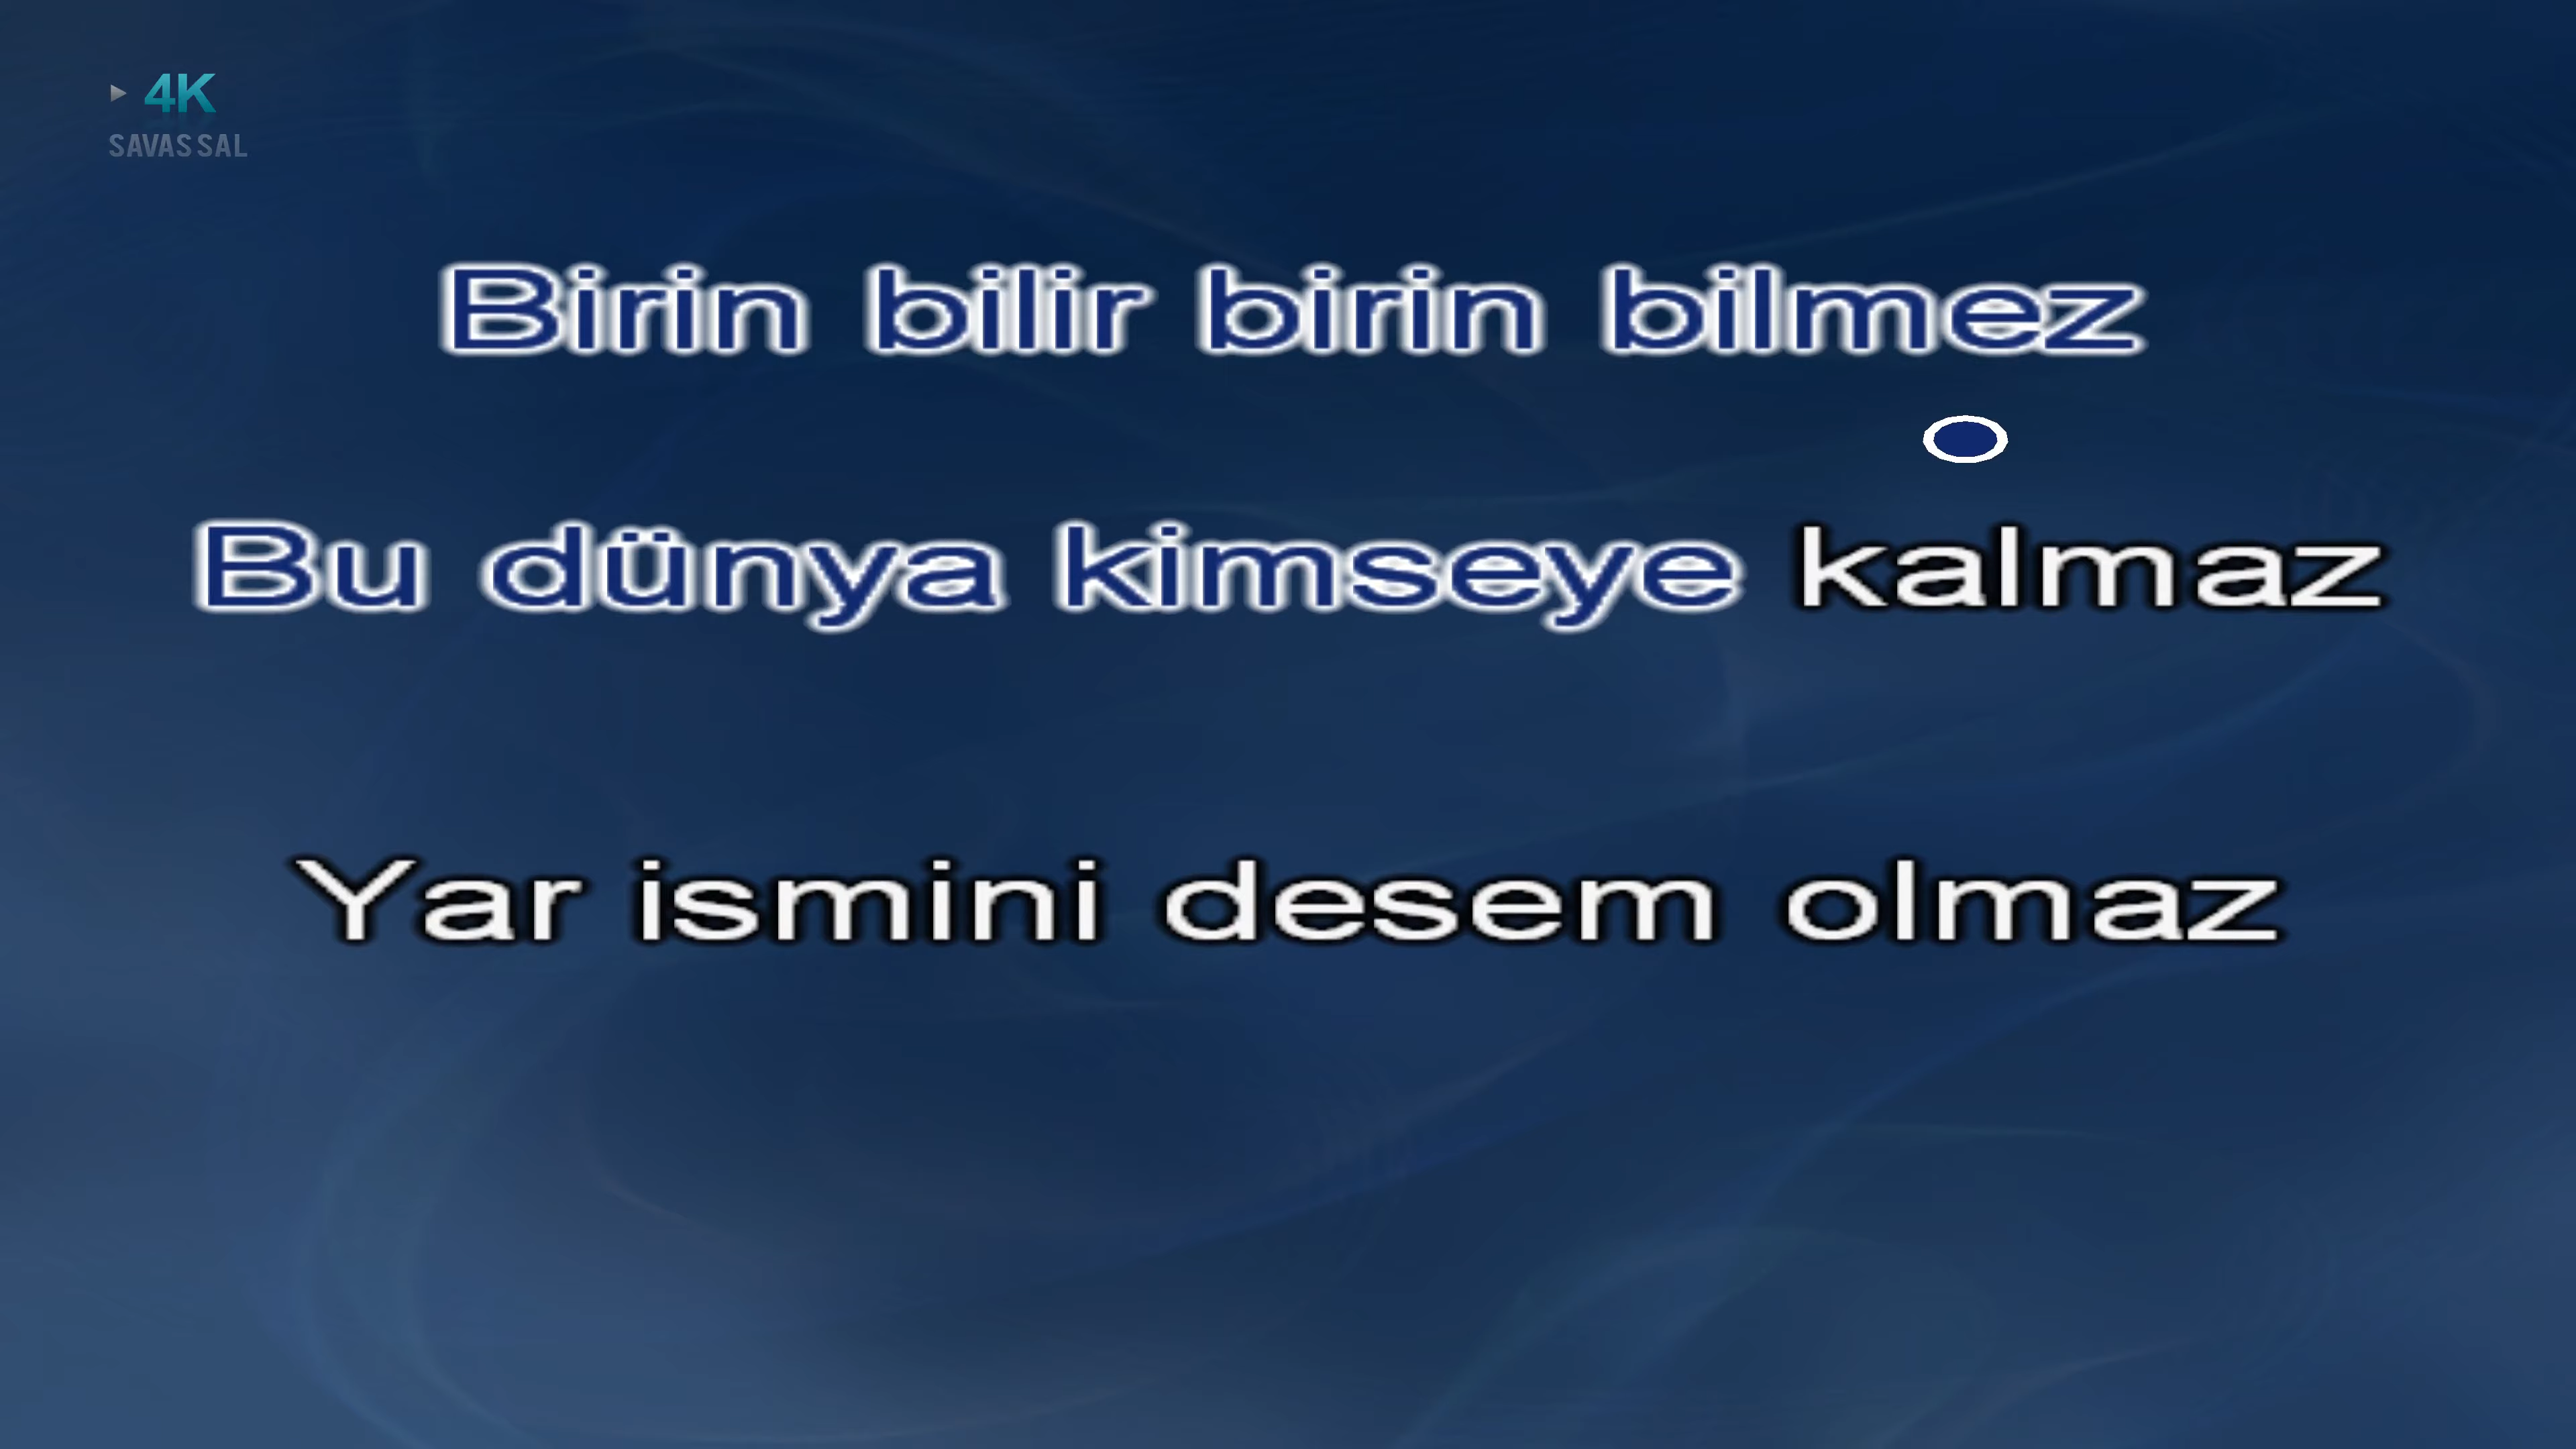 4K
SAVAS SAL
Birin bilir birin bilmez
Bu dünya kimseye kalmaz
Yar ismini desem olmaz